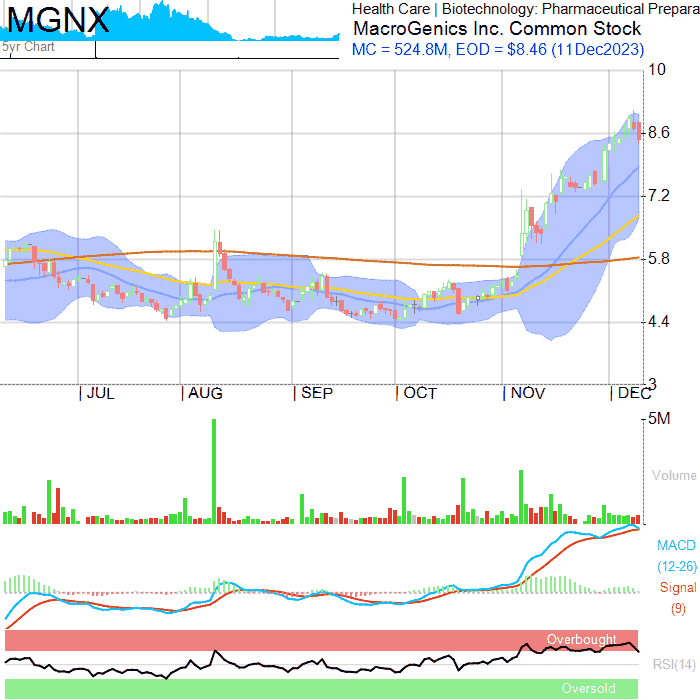 MGNX
5yr Chart
Health Care | Biotechnology: Pharmaceutical Prepara
MacroGenics Inc. Common Stock
MC = 524.8M, EOD = $8.46 (11Dec2023)
10
8.6
7.2
5.8
4.4
3
JUL AUG SEP OCT NOV DEC
5M
Volume
MACD
(12-26)
Signal
(9)
Overbought
RSI(14)
Oversold